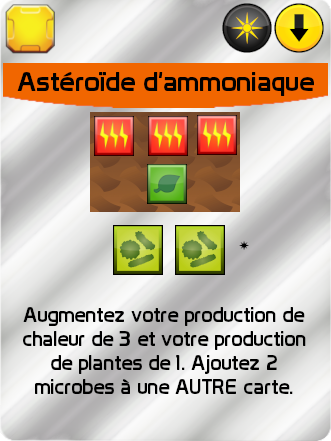 Astéroïde d'ammoniaque
*
Augmentez votre production de
chaleur de 3 et votre production
de plantes de 1. Ajoutez 2
microbes à une AUTRE carte.